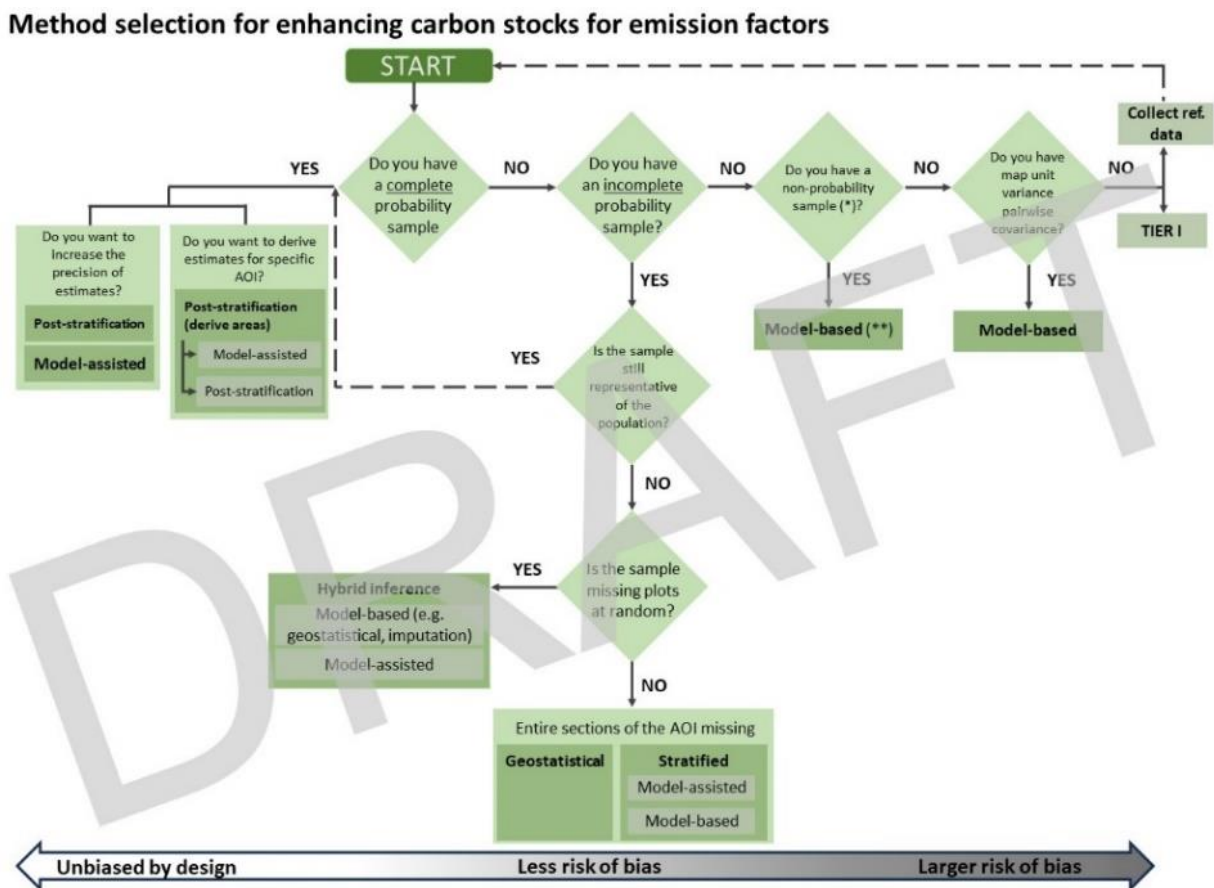 Method selection for enhancing carbon stocks for emission factors
START
Do you have
a complete
probability
sample
YES
NO
Do you have
an incomplete
probability
sample?
NO
Do you have a
non-probability
sample (*)?
NO
Do you have
map unit
variance
pairwise
covariance?
NO
Collect ref.
data
TIER I
Do you want to
Increase the
precision of
estimates?
Post-stratification
Model-assisted
Do you want to derive
estimates for specific
AOI?
Post-stratification
(derive areas)
Model-assisted
Post-stratification
YES
YES
Model-based (**)
YES
Model-based
YES
Is the sample
still
representative
of the
population?
NO
Is the sample
missing plots
at random?
YES
Hybrid inference
Model-based (e.g.
geostatistical, imputation)
Model-assisted
NO
Entire sections of the AOI missing
Geostatistical
Stratified
Model-assisted
Model-based
Unbiased by design
Less risk of bias
Larger risk of bias
DRAFT